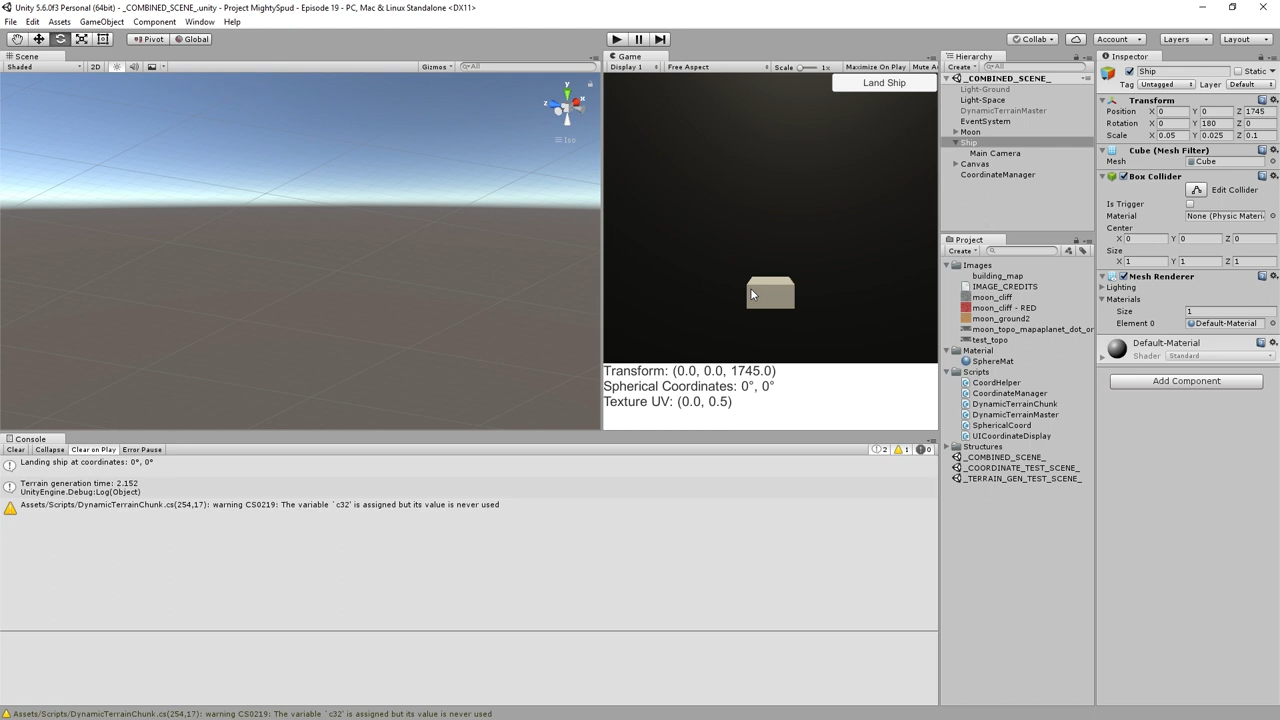 Unity 5.6.0f3 Personal (64bit) - _COMBINED_SCENE_.unity - Project MightySpud - Episode 19 - PC, Mac & Linux Standalone <DX11>
File Edit Assets GameObject Component Window Help
Pivot Global Collab Account Layers Layout
Scene
Shaded 2D Gizmos All
Iso
Game
Display 1 Free Aspect Scale 1x Maximize On Play Mute A
Land Ship
Transform: (0.0, 0.0, 1745.0)
Spherical Coordinates: 0°, 0°
Texture UV: (0.0, 0.5)
Hierarchy
Create All
_COMBINED_SCENE_
Light-Ground
Light-Space
DynamicTerrainMaster
EventSystem
Moon
Ship
Main Camera
Canvas
CoordinateManager
Project
Create
Images
building_map
IMAGE_CREDITS
moon_cliff
moon_cliff - RED
moon_ground2
moon_topo_mapaplanet_dot_or
test_topo
Material
SphereMat
Scripts
CoordHelper
CoordinateManager
DynamicTerrainChunk
DynamicTerrainMaster
SphericalCoord
UICoordinateDisplay
Structures
_COMBINED_SCENE_
_COORDINATE_TEST_SCENE_
_TERRAIN_GEN_TEST_SCENE_
Inspector
Ship Static
Tag Untagged Layer Default
Transform
Position X 0 Y 0 Z 1745
Rotation X 0 Y 180 Z 0
Scale X 0.05 Y 0.025 Z 0.1
Cube (Mesh Filter)
Mesh Cube
Box Collider
Edit Collider
Is Trigger
Material None (Physic Materi
Center
X 0 Y 0 Z 0
Size
X 1 Y 1 Z 1
Mesh Renderer
Lighting
Materials
Size 1
Element 0 Default-Material
Default-Material
Shader Standard
Add Component
Console
Clear Collapse Clear on Play Error Pause 2 1 0
Landing ship at coordinates: 0°, 0°
Terrain generation time: 2.152
UnityEngine.Debug:Log(Object)
Assets/Scripts/DynamicTerrainChunk.cs(254,17): warning CS0219: The variable `c32' is assigned but its value is never used
Assets/Scripts/DynamicTerrainChunk.cs(254,17): warning CS0219: The variable `c32' is assigned but its value is never used